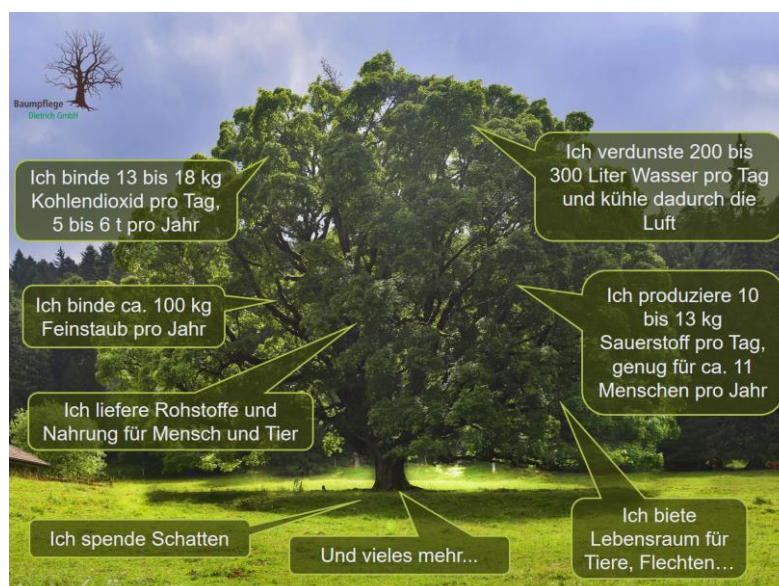 Baumpflege
Dietrich GmbH
Ich binde 13 bis 18 kg
Kohlendioxid pro Tag,
5 bis 6 t pro Jahr
Ich verdunste 200 bis
300 Liter Wasser pro Tag
und kühle dadurch die
Luft
Ich binde ca. 100 kg
Feinstaub pro Jahr
Ich produziere 10
bis 13 kg
Sauerstoff pro Tag,
genug für ca. 11
Menschen pro Jahr
Ich liefere Rohstoffe und
Nahrung für Mensch und Tier
Ich spende Schatten
Und vieles mehr...
Ich biete
Lebensraum für
Tiere, Flechten…